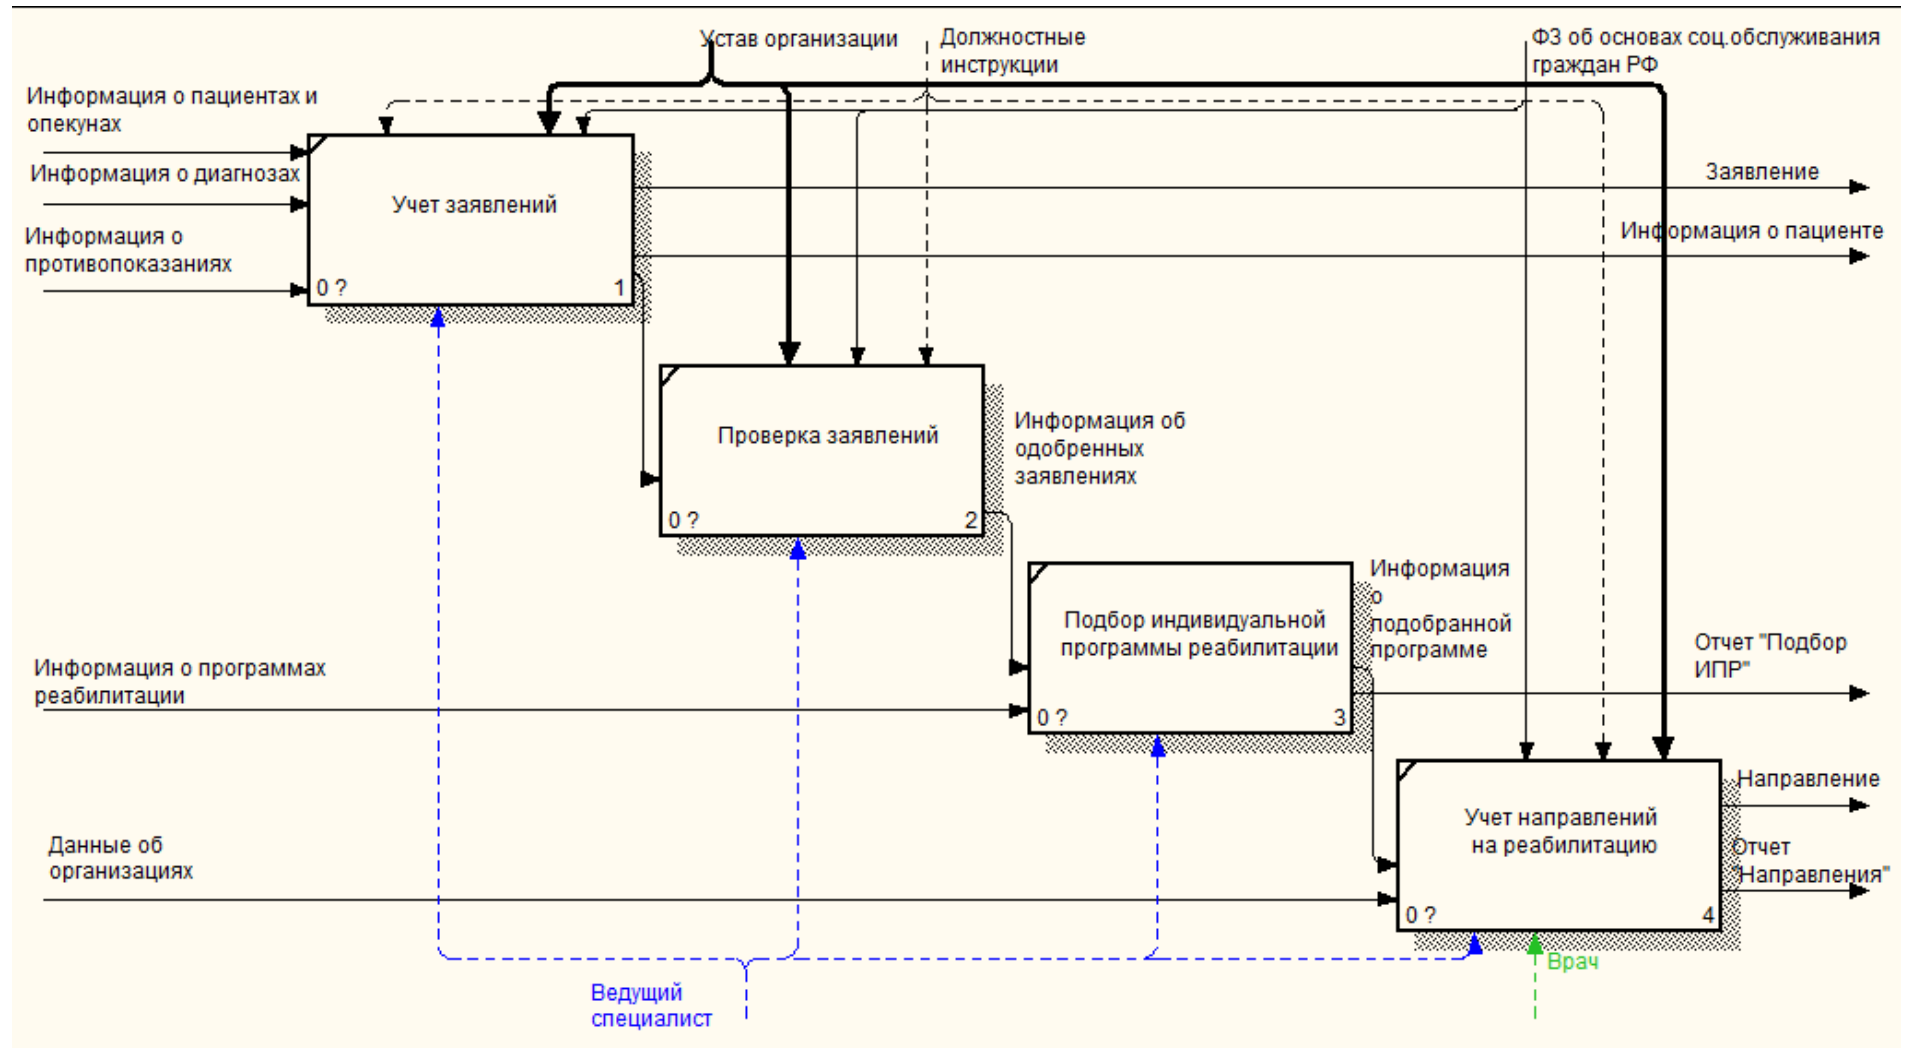 Устав организации
Должностные
инструкции
ФЗ об основах соц.обслуживания
граждан РФ
Информация о пациентах и
опекунах
Информация о диагнозах
Информация о
противопоказаниях
Учет заявлений
0 ?
1
Заявление
Информация о пациенте
Проверка заявлений
0 ?
2
Информация об
одобренных
заявлениях
Подбор индивидуальной
программы реабилитации
0 ?
3
Информация
о
подобранной
программе
Отчет "Подбор
ИПР"
Информация о программах
реабилитации
Учет направлений
на реабилитацию
0 ?
4
Направление
Отчет
"Направления"
Данные об
организациях
Ведущий
специалист
Врач